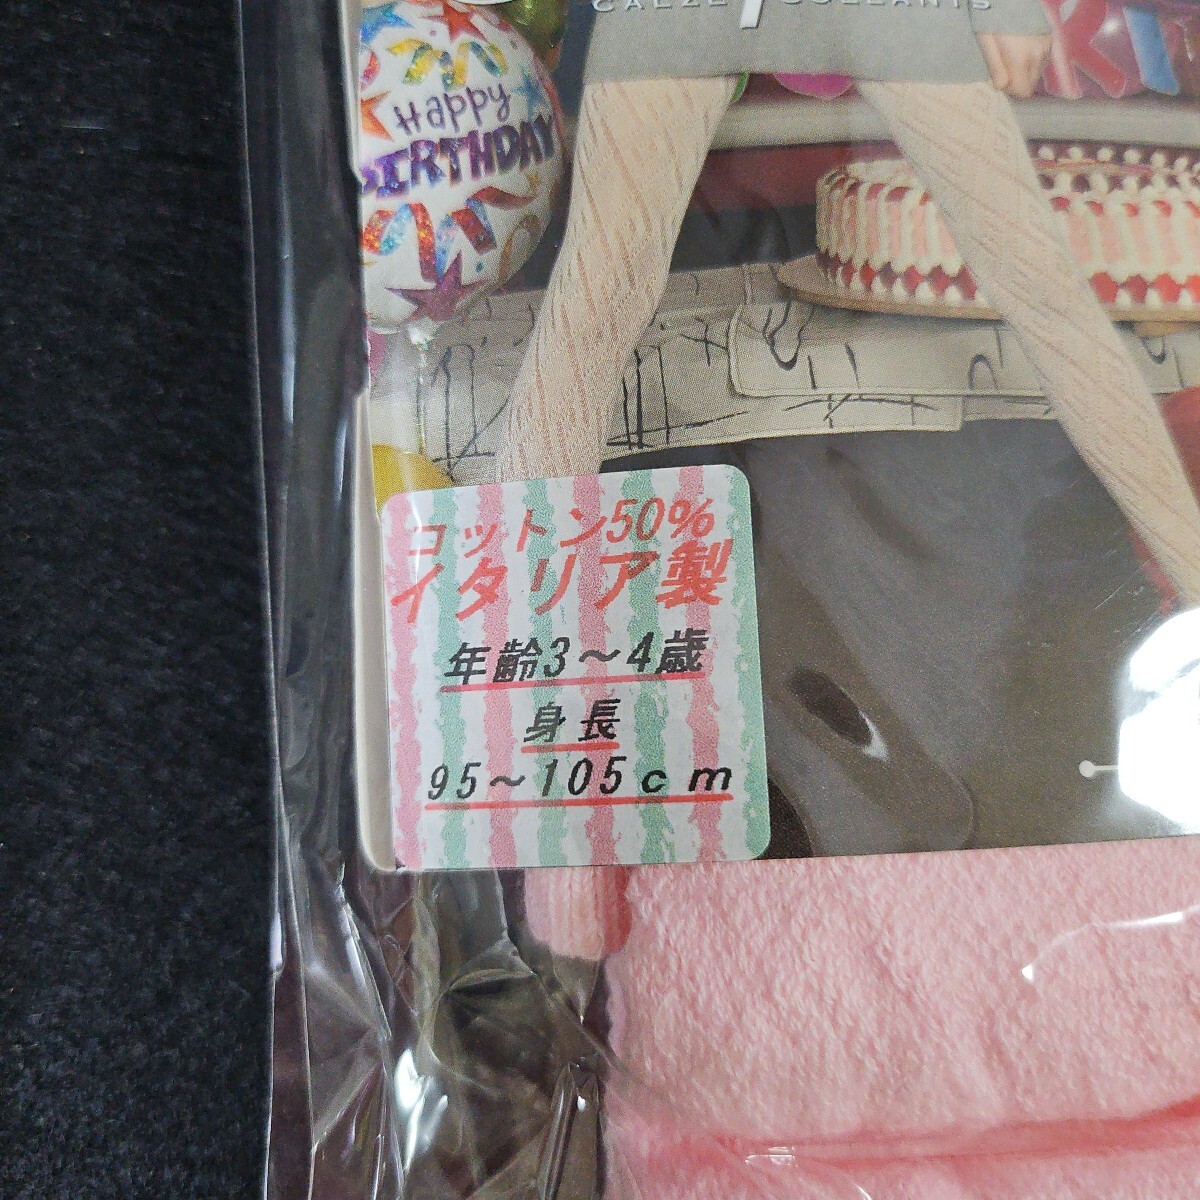 CALZE COLLANTS
Happy
BIRTHDAY
コットン50%
イタリア製
年齢3～4歳
身長
95～105cm